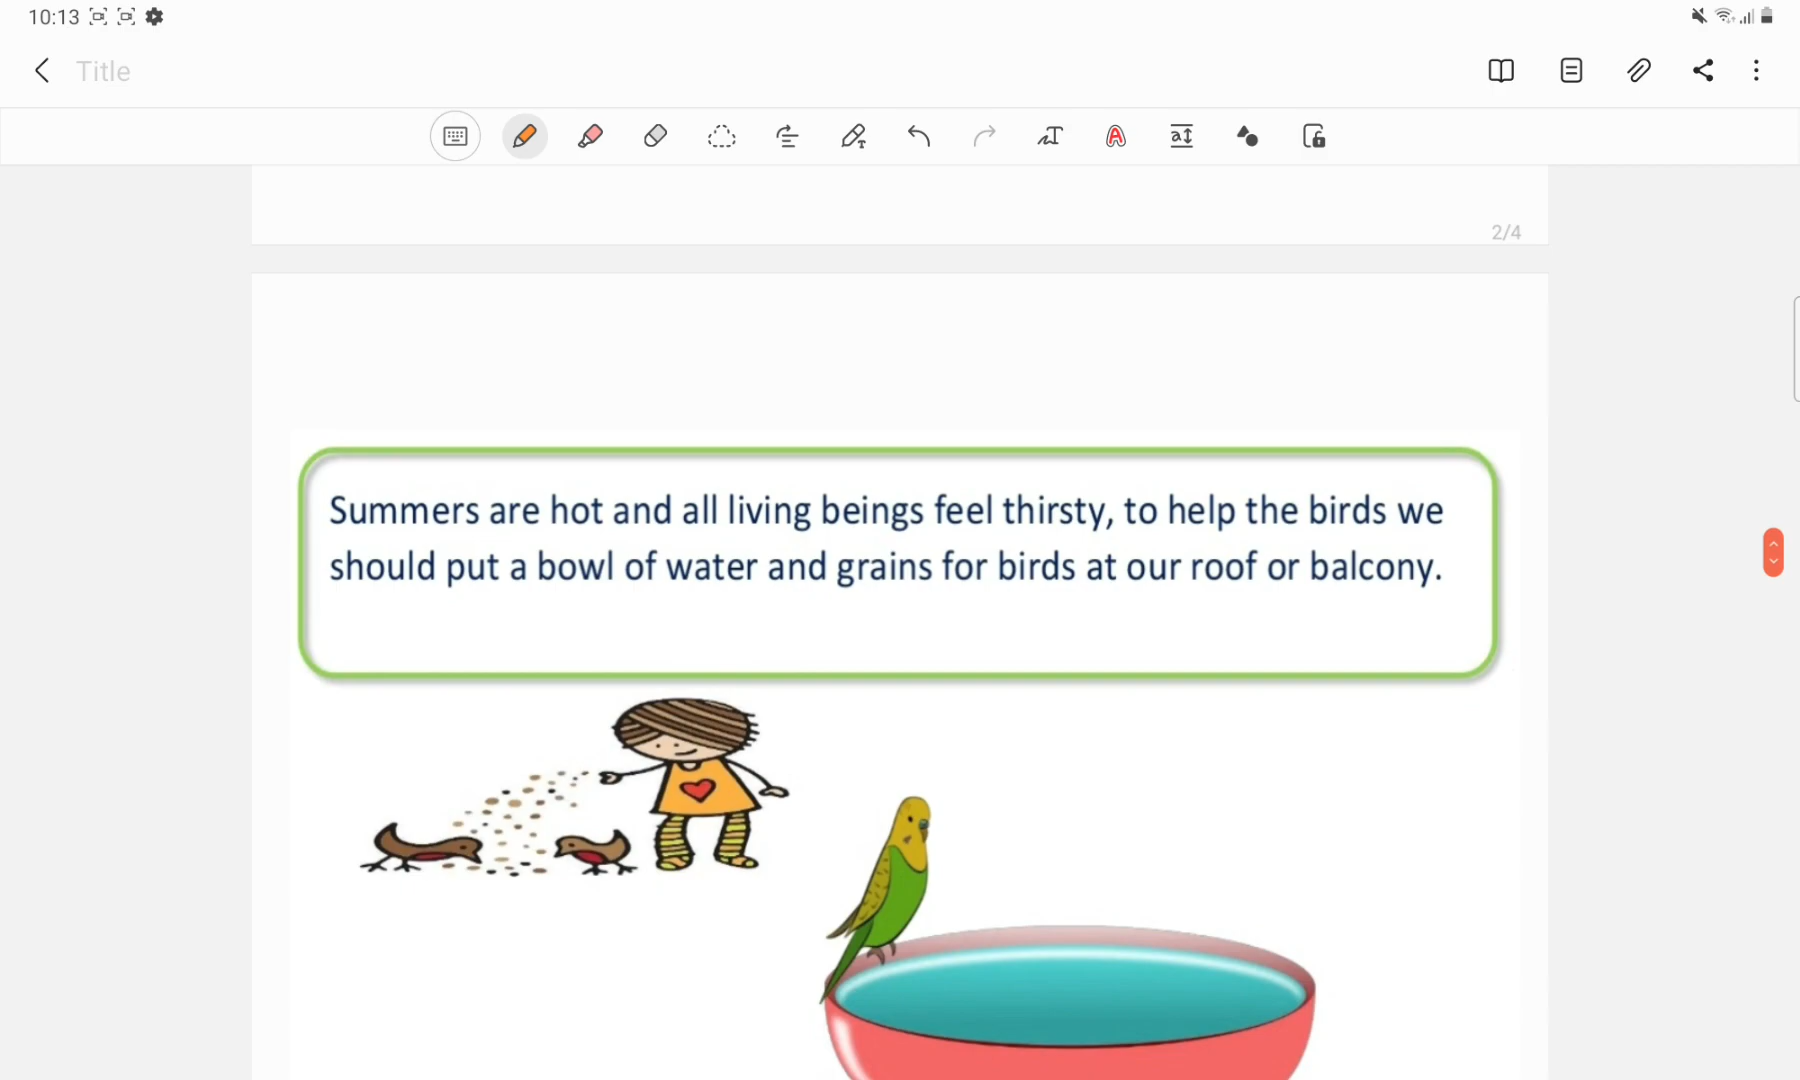 10:13
Title
2/4
Summers are hot and all living beings feel thirsty, to help the birds we
should put a bowl of water and grains for birds at our roof or balcony.